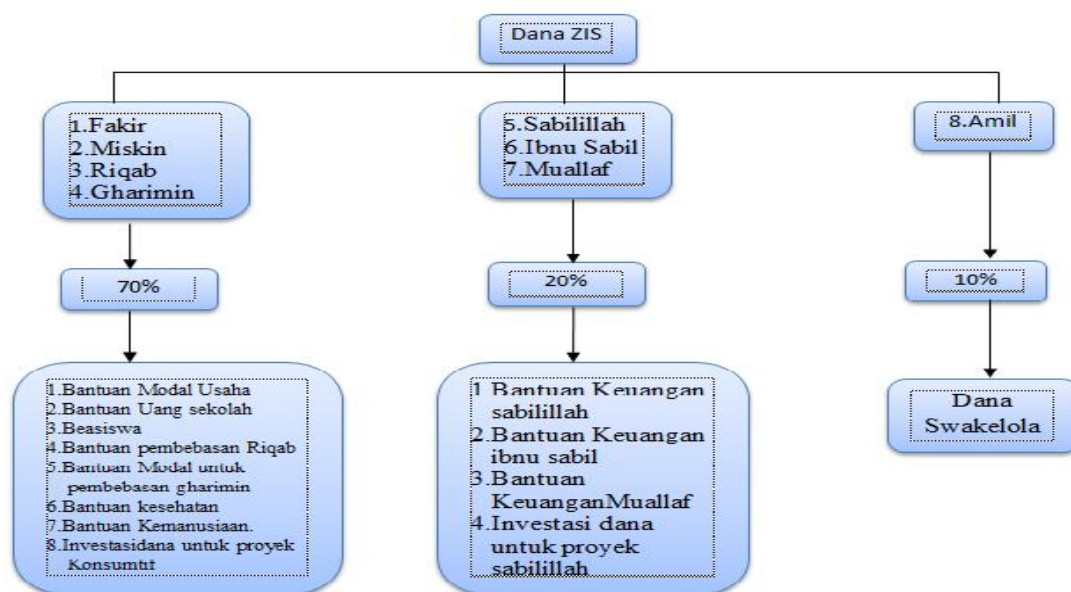 Dana ZIS
1.Fakir
2.Miskin
3.Riqab
4.Gharimin
5.Sabilillah
6.Ibnu Sabil
7.Muallaf
8.Amil
70%
20%
10%
1.Bantuan Modal Usaha
2.Bantuan Uang sekolah
3.Beasiswa
4.Bantuan pembebasan Riqab
5.Bantuan Modal untuk
pembebasan gharimin
6.Bantuan kesehatan
7.Bantuan Kemanusiaan.
8.Investasidana untuk proyek
Konsumtif
1 Bantuan Keuangan
sabilillah
2.Bantuan Keuangan
ibnu sabil
3.Bantuan
KeuanganMuallaf
4.Investasi dana
untuk proyek
sabilillah
Dana
Swakelola